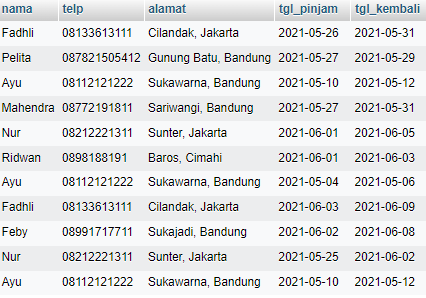 nama telp alamat tgl_pinjam tgl_kembali
Fadhli 08133613111 Cilandak, Jakarta 2021-05-26 2021-05-31
Pelita 087821505412 Gunung Batu, Bandung 2021-05-27 2021-05-29
Ayu 08112121222 Sukawarna, Bandung 2021-05-10 2021-05-12
Mahendra 08772191811 Sariwangi, Bandung 2021-05-27 2021-05-31
Nur 08212221311 Sunter, Jakarta 2021-06-01 2021-06-05
Ridwan 0898188191 Baros, Cimahi 2021-06-01 2021-06-03
Ayu 08112121222 Sukawarna, Bandung 2021-05-04 2021-05-06
Fadhli 08133613111 Cilandak, Jakarta 2021-06-03 2021-06-09
Feby 08991717711 Sukajadi, Bandung 2021-06-02 2021-06-08
Nur 08212221311 Sunter, Jakarta 2021-05-25 2021-06-02
Ayu 08112121222 Sukawarna, Bandung 2021-05-10 2021-05-12